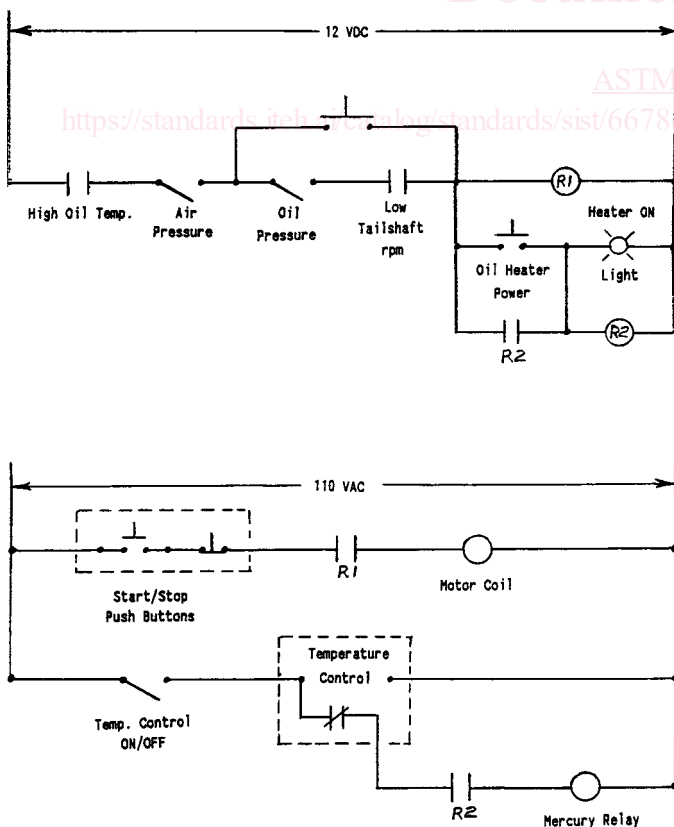 Docume
12 VDC
ASTM
https://standards.iteh.ai/catalog/standards/sist/6678
High Oil Temp.
Air
Pressure
Oil
Pressure
Low
Tailshaft
rpm
R1
Heater ON
Light
Oil Heater
Power
R2
R2
110 VAC
Start/Stop
Push Buttons
R1
Motor Coil
Temperature
Control
Temp. Control
ON/OFF
R2
Mercury Relay